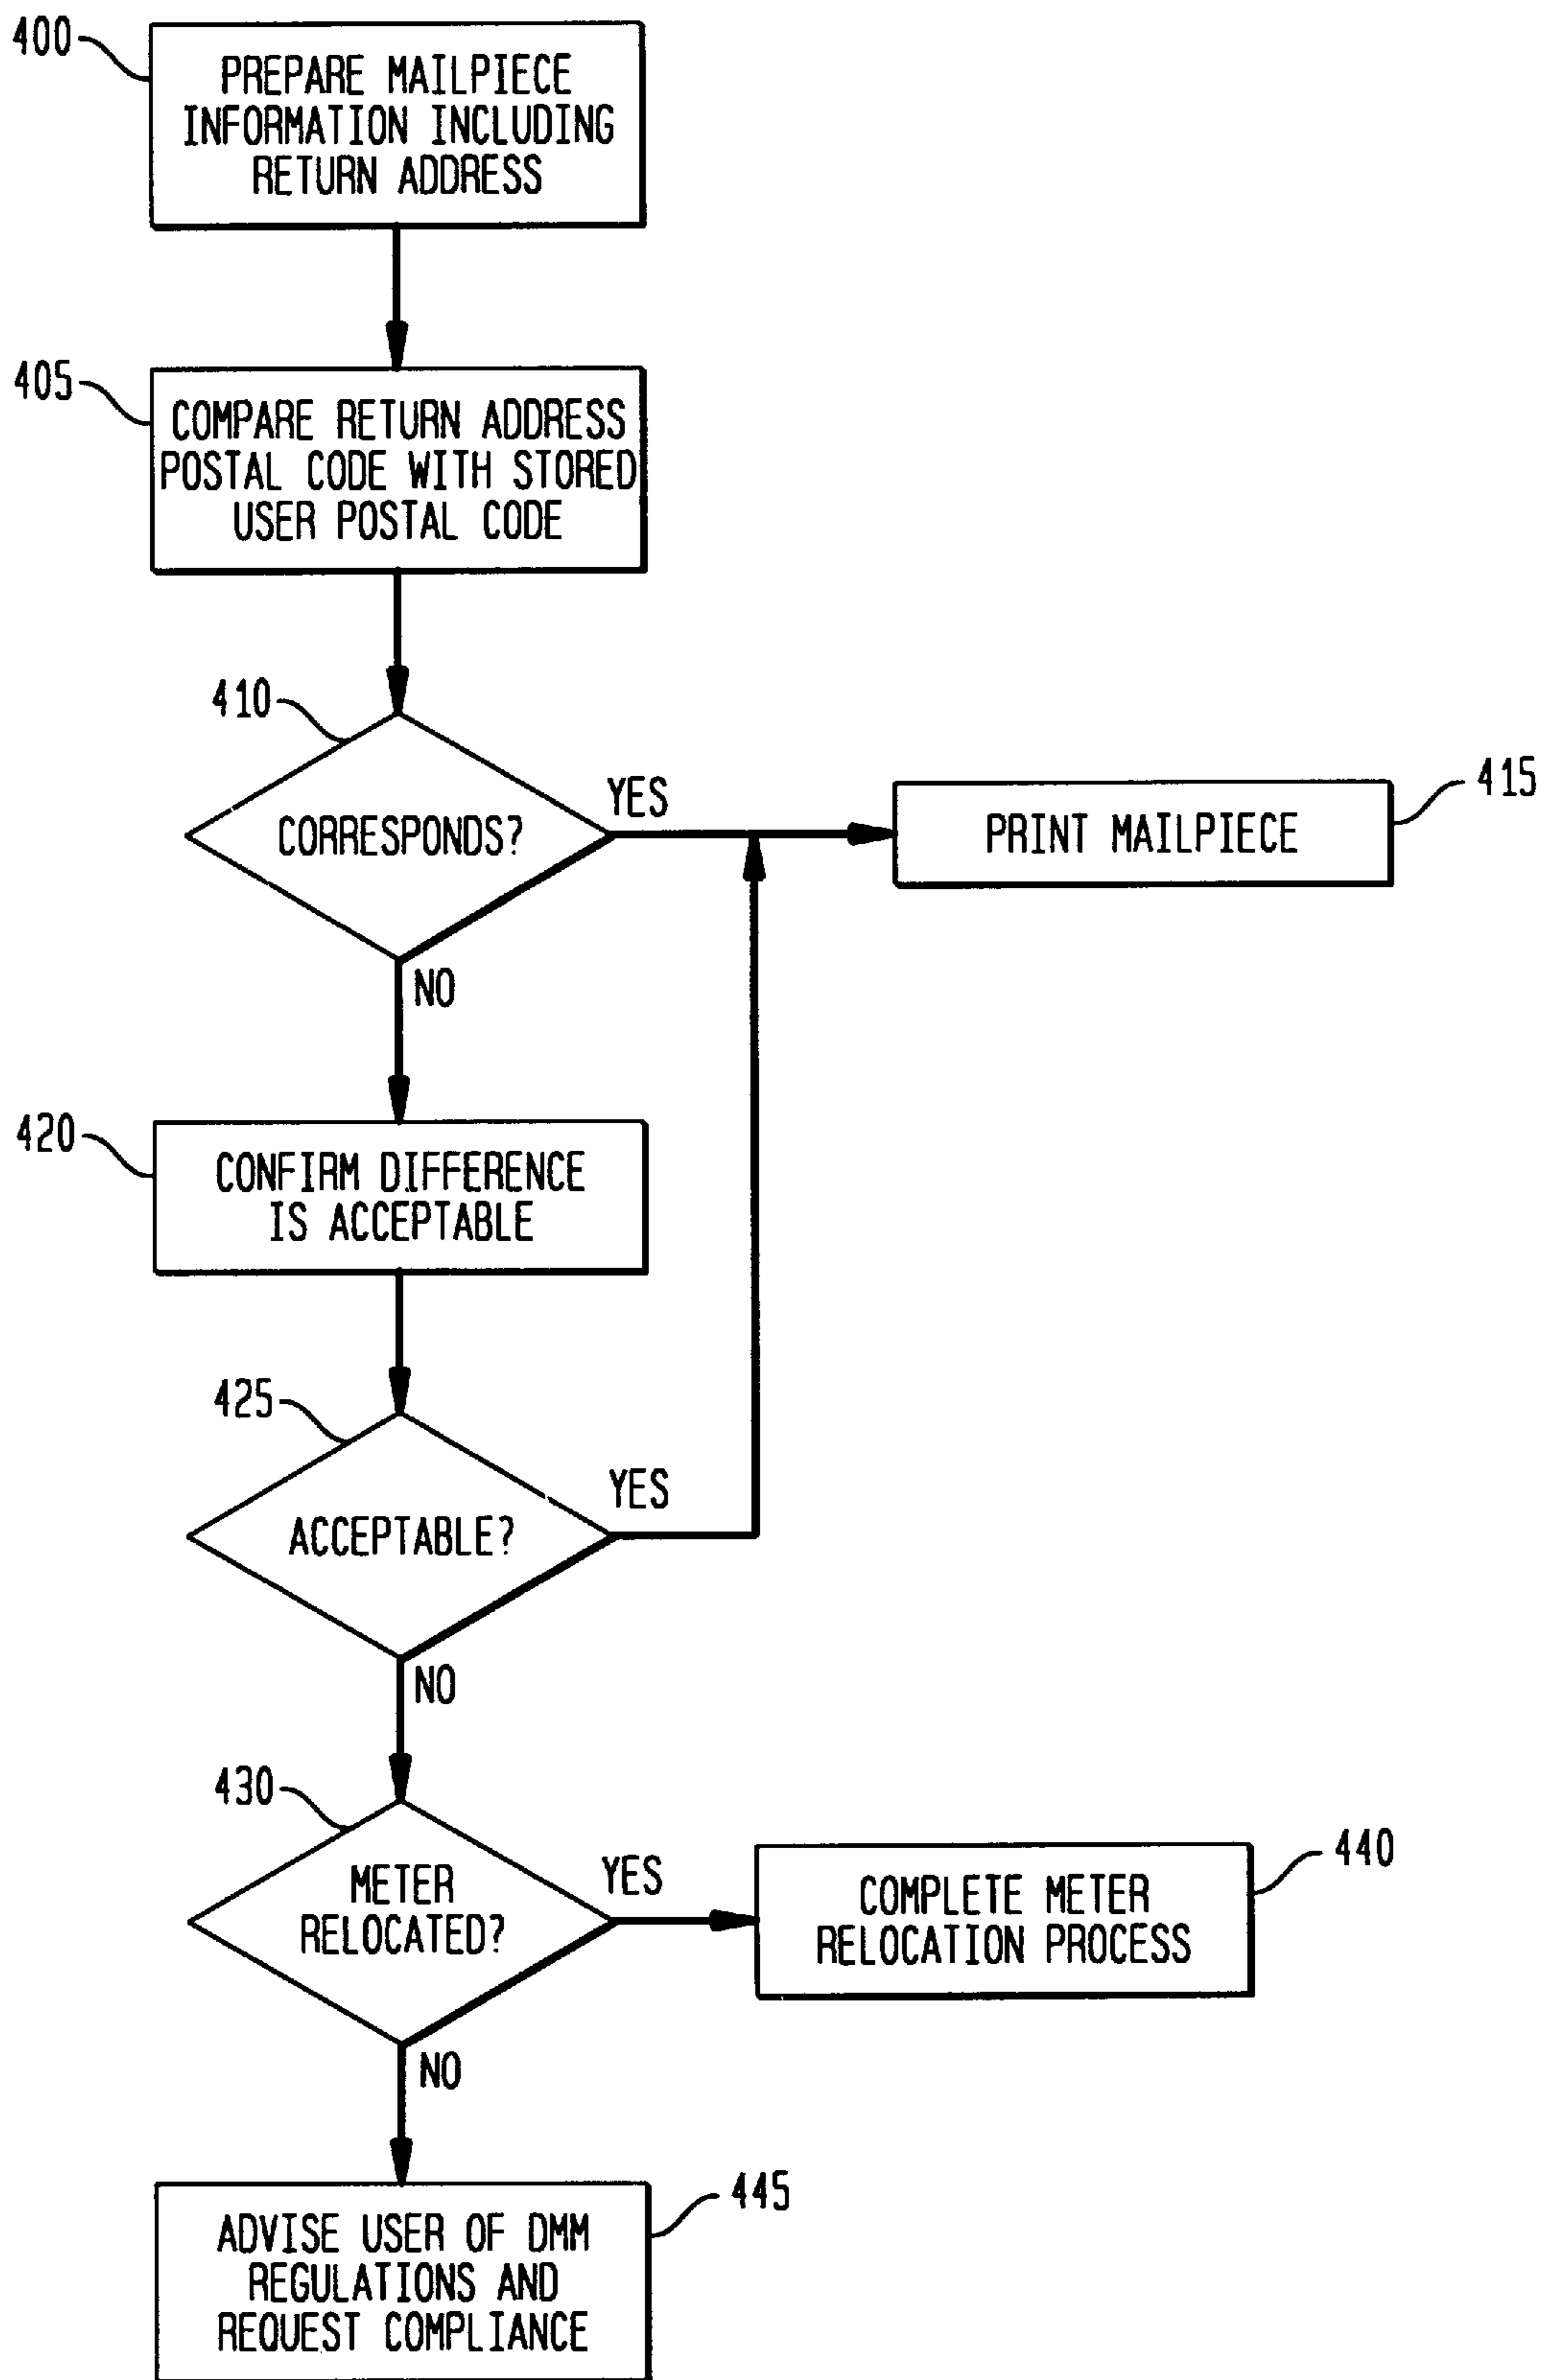 400
PREPARE MAILPIECE
INFORMATION INCLUDING
RETURN ADDRESS
405
COMPARE RETURN ADDRESS
POSTAL CODE WITH STORED
USER POSTAL CODE
410
CORRESPONDS?
YES
415
PRINT MAILPIECE
NO
420
CONFIRM DIFFERENCE
IS ACCEPTABLE
425
ACCEPTABLE?
YES
NO
430
METER
RELOCATED?
YES
440
COMPLETE METER
RELOCATION PROCESS
NO
445
ADVISE USER OF DMM
REGULATIONS AND
REQUEST COMPLIANCE